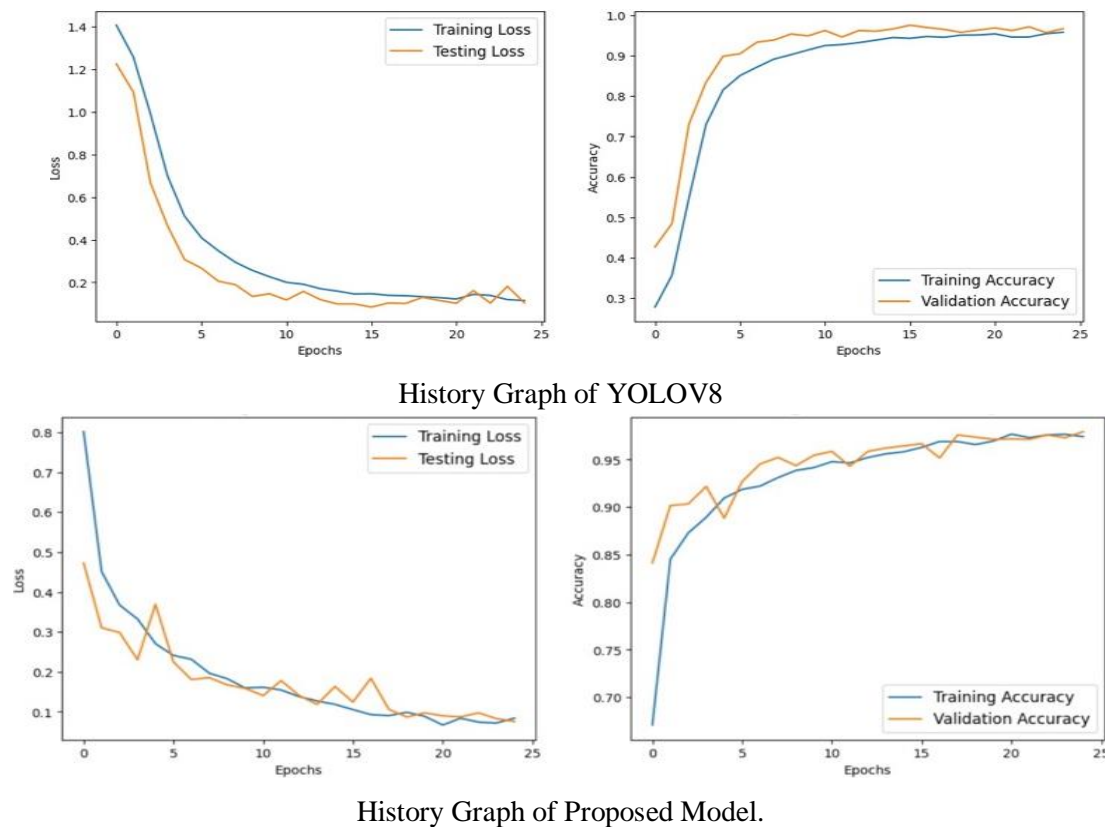 1.4
1.2
1.0
0.8
0.6
0.4
0.2
Loss
Training Loss
Testing Loss
0 5 10 15 20 25
Epochs
1.0
0.9
0.8
0.7
0.6
0.5
0.4
0.3
Accuracy
Training Accuracy
Validation Accuracy
0 5 10 15 20 25
Epochs
History Graph of YOLOV8
0.8
0.7
0.6
0.5
0.4
0.3
0.2
0.1
Loss
Training Loss
Testing Loss
0 5 10 15 20 25
Epochs
0.95
0.90
0.85
0.80
0.75
0.70
Accuracy
Training Accuracy
Validation Accuracy
0 5 10 15 20 25
Epochs
History Graph of Proposed Model.